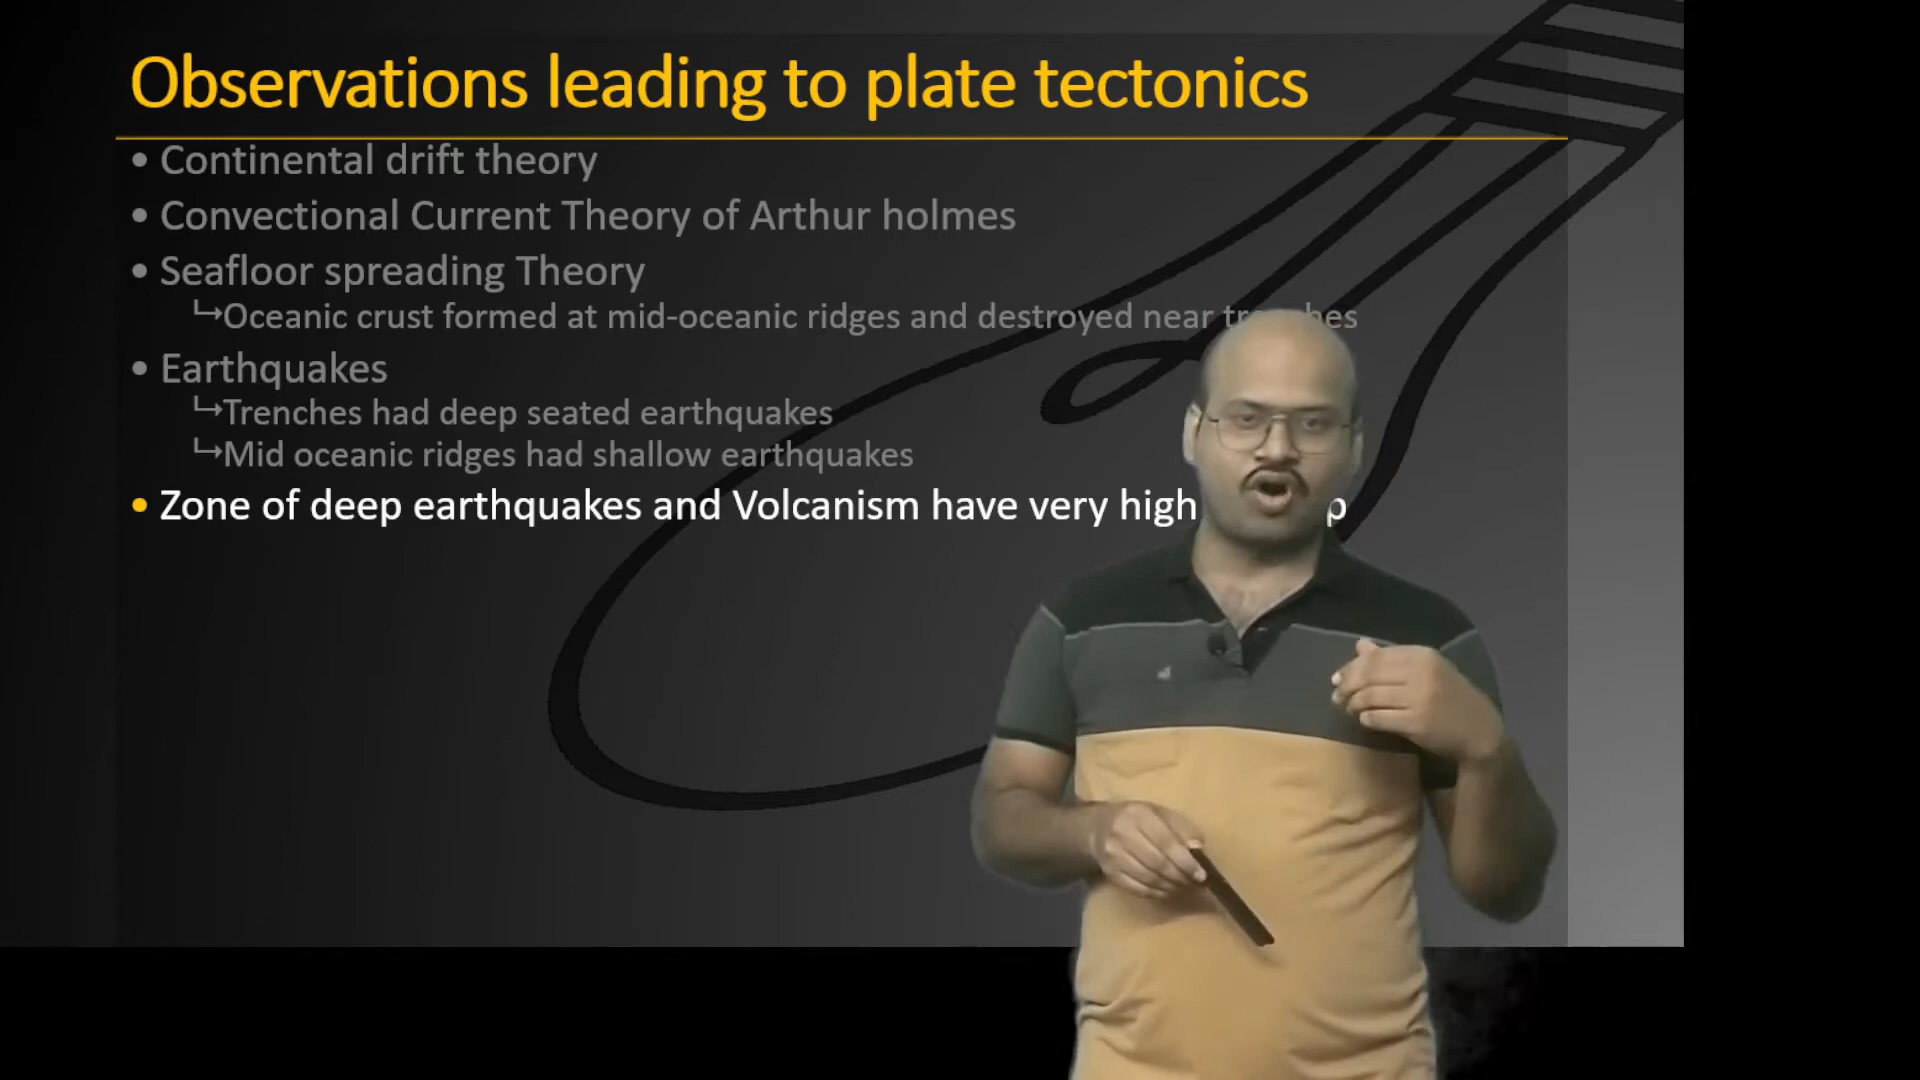 Observations leading to plate tectonics
• Continental drift theory
• Convectional Current Theory of Arthur holmes
• Seafloor spreading Theory
↳Oceanic crust formed at mid-oceanic ridges and destroyed near
• Earthquakes
↳Trenches had deep seated earthquakes
↳Mid oceanic ridges had shallow earthquakes
• Zone of deep earthquakes and Volcanism have very high